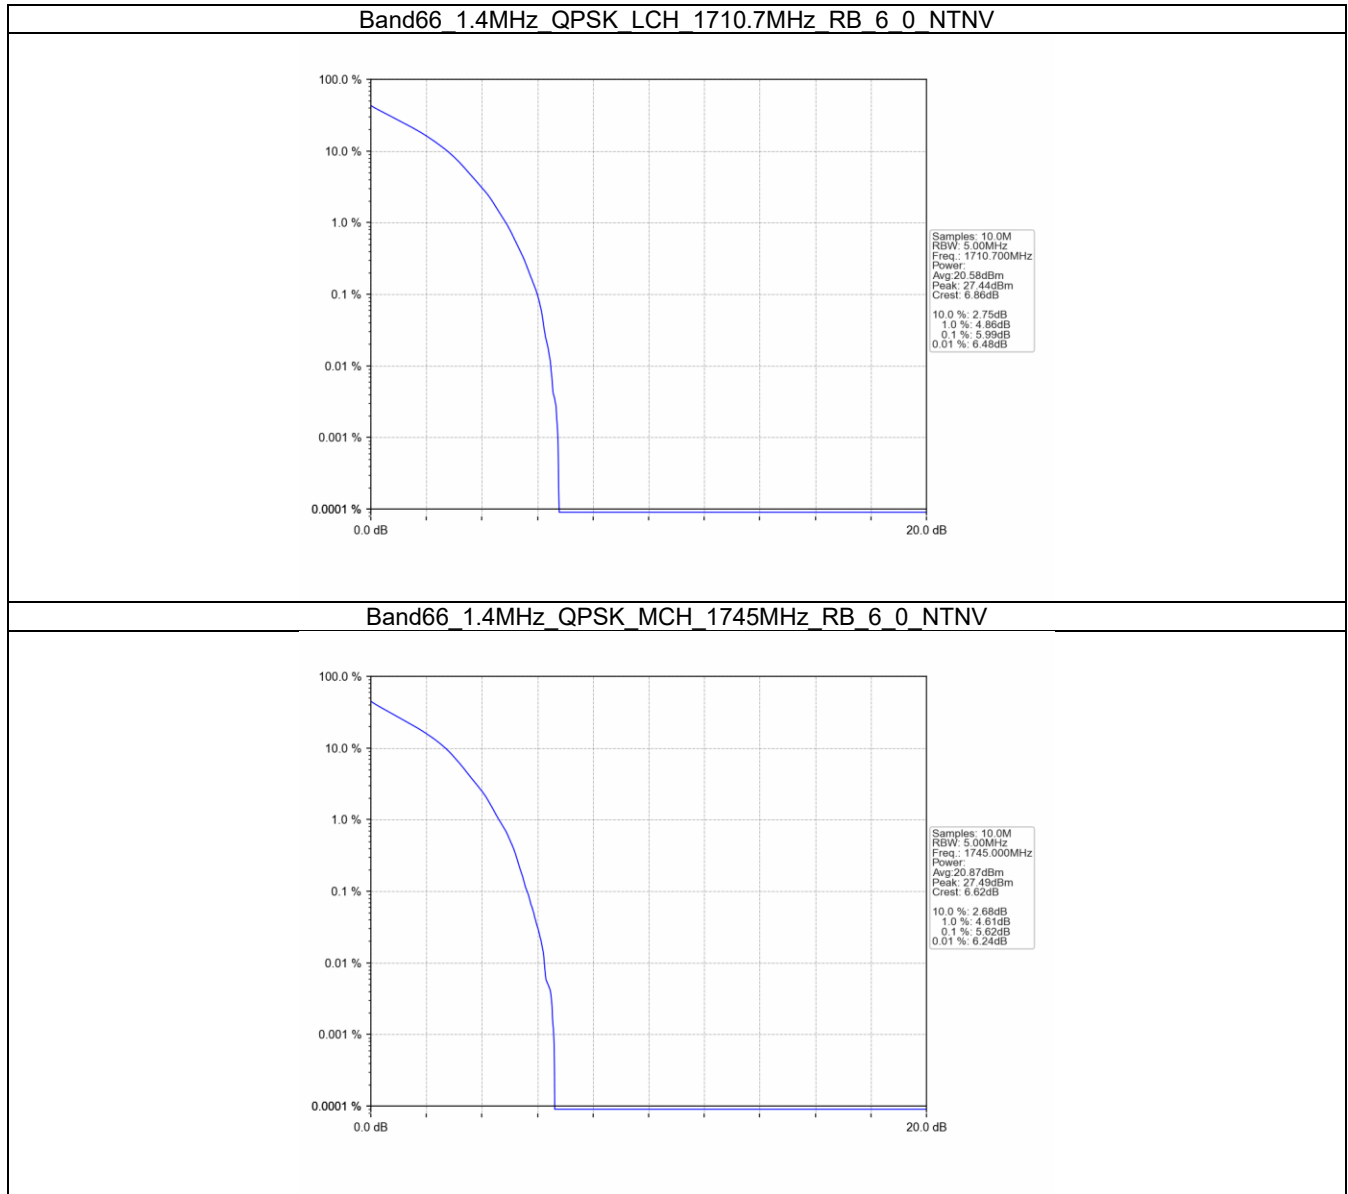 Band66_1.4MHz_QPSK_LCH_1710.7MHz_RB_6_0_NTNV
100.0 %
10.0 %
1.0 %
0.1 %
0.01 %
0.001 %
0.0001 %
0.0 dB
20.0 dB
Samples: 10.0M
RBW: 5.00MHz
Freq.: 1710.700MHz
Power:
Avg:20.58dBm
Peak: 27.44dBm
Crest: 6.86dB
10.0 %: 2.75dB
1.0 %: 4.86dB
0.1 %: 5.99dB
0.01 %: 6.48dB
Band66_1.4MHz_QPSK_MCH_1745MHz_RB_6_0_NTNV
100.0 %
10.0 %
1.0 %
0.1 %
0.01 %
0.001 %
0.0001 %
0.0 dB
20.0 dB
Samples: 10.0M
RBW: 5.00MHz
Freq.: 1745.000MHz
Power:
Avg:20.87dBm
Peak: 27.49dBm
Crest: 6.62dB
10.0 %: 2.68dB
1.0 %: 4.61dB
0.1 %: 5.62dB
0.01 %: 6.24dB